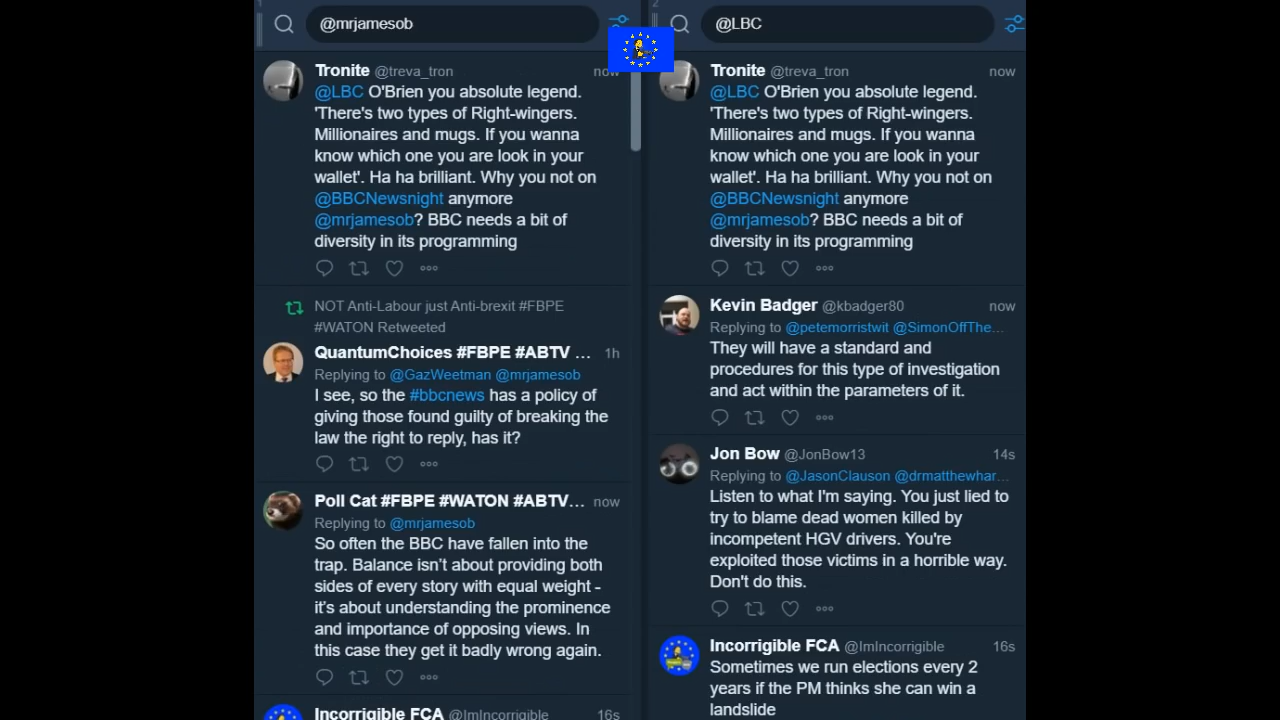 1
@mrjamesob
Tronite @treva_tron now
@LBC O'Brien you absolute legend.
'There's two types of Right-wingers.
Millionaires and mugs. If you wanna
know which one you are look in your
wallet'. Ha ha brilliant. Why you not on
@BBCNewsnight anymore
@mrjamesob? BBC needs a bit of
diversity in its programming
NOT Anti-Labour just Anti-brexit #FBPE
#WATON Retweeted
QuantumChoices #FBPE #ABTV ... 1h
Replying to @GazWeetman @mrjamesob
I see, so the #bbcnews has a policy of
giving those found guilty of breaking the
law the right to reply, has it?
Poll Cat #FBPE #WATON #ABTV... now
Replying to @mrjamesob
So often the BBC have fallen into the
trap. Balance isn't about providing both
sides of every story with equal weight -
it's about understanding the prominence
and importance of opposing views. In
this case they get it badly wrong again.
Incorrigible FCA @ImIncorrigible 16s
2
@LBC
Tronite @treva_tron now
@LBC O'Brien you absolute legend.
'There's two types of Right-wingers.
Millionaires and mugs. If you wanna
know which one you are look in your
wallet'. Ha ha brilliant. Why you not on
@BBCNewsnight anymore
@mrjamesob? BBC needs a bit of
diversity in its programming
Kevin Badger @kbadger80 now
Replying to @petemorristwit @SimonOffThe...
They will have a standard and
procedures for this type of investigation
and act within the parameters of it.
Jon Bow @JonBow13 14s
Replying to @JasonClauson @drmatthewhar...
Listen to what I'm saying. You just lied to
try to blame dead women killed by
incompetent HGV drivers. You're
exploited those victims in a horrible way.
Don't do this.
Incorrigible FCA @ImIncorrigible 16s
Sometimes we run elections every 2
years if the PM thinks she can win a
landslide